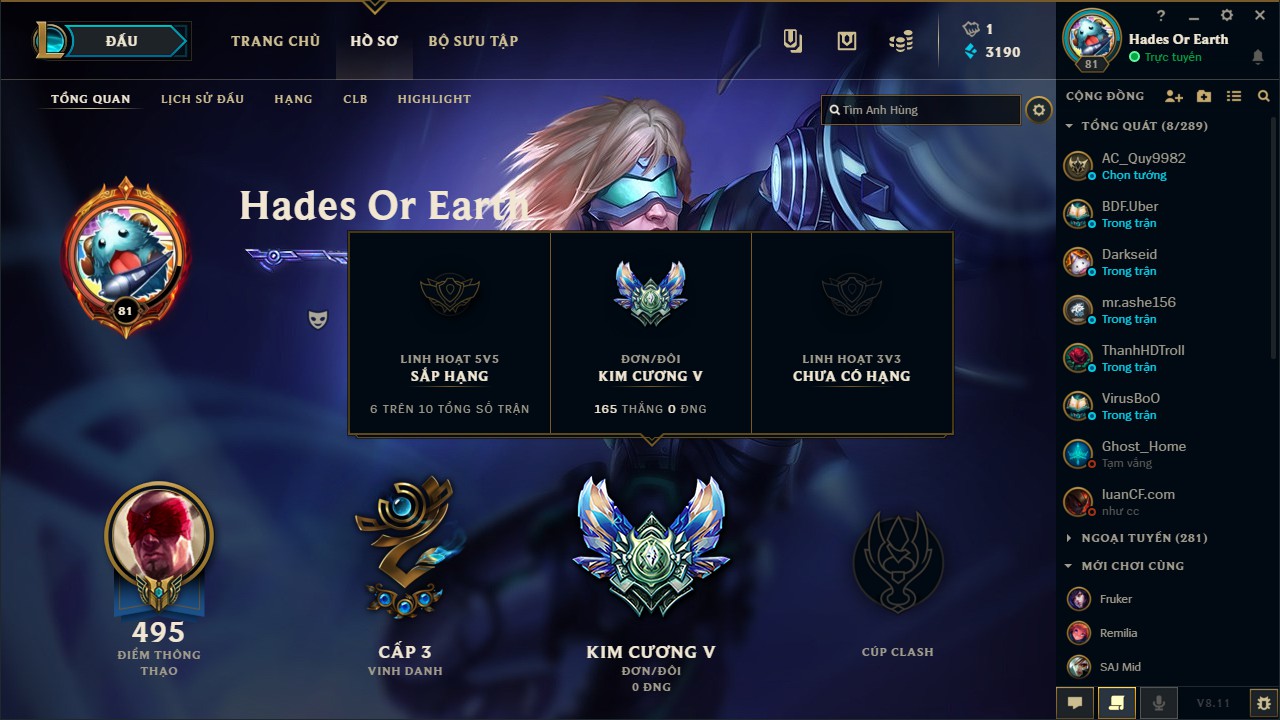 ĐẤU
TRANG CHỦ
HỒ SƠ
BỘ SƯU TẬP
1
3190
TỔNG QUAN
LỊCH SỬ ĐẤU
HẠNG
CLB
HIGHLIGHT
Tìm Anh Hùng
Hades Or Earth
81
LINH HOẠT 5V5
SẮP HẠNG
6 TRÊN 10 TỔNG SỐ TRẬN
ĐƠN/ĐÔI
KIM CƯƠNG V
165 THẮNG 0 ĐNG
LINH HOẠT 3V3
CHƯA CÓ HẠNG
495
ĐIỂM THÔNG
THẠO
CẤP 3
VINH DANH
KIM CƯƠNG V
ĐƠN/ĐÔI
0 ĐNG
CÚP CLASH
?
81
Hades Or Earth
Trực tuyến
CỘNG ĐỒNG
TỔNG QUÁT (8/289)
AC_Quy9982
Chọn tướng
BDF.Uber
Trong trận
Darkseid
Trong trận
mr.ashe156
Trong trận
ThanhHDTroll
Trong trận
VirusBoO
Trong trận
Ghost_Home
Tạm vắng
luanCF.com
như cc
NGOẠI TUYẾN (281)
MỚI CHƠI CÙNG
Fruker
Remilia
SAJ Mid
V8.11